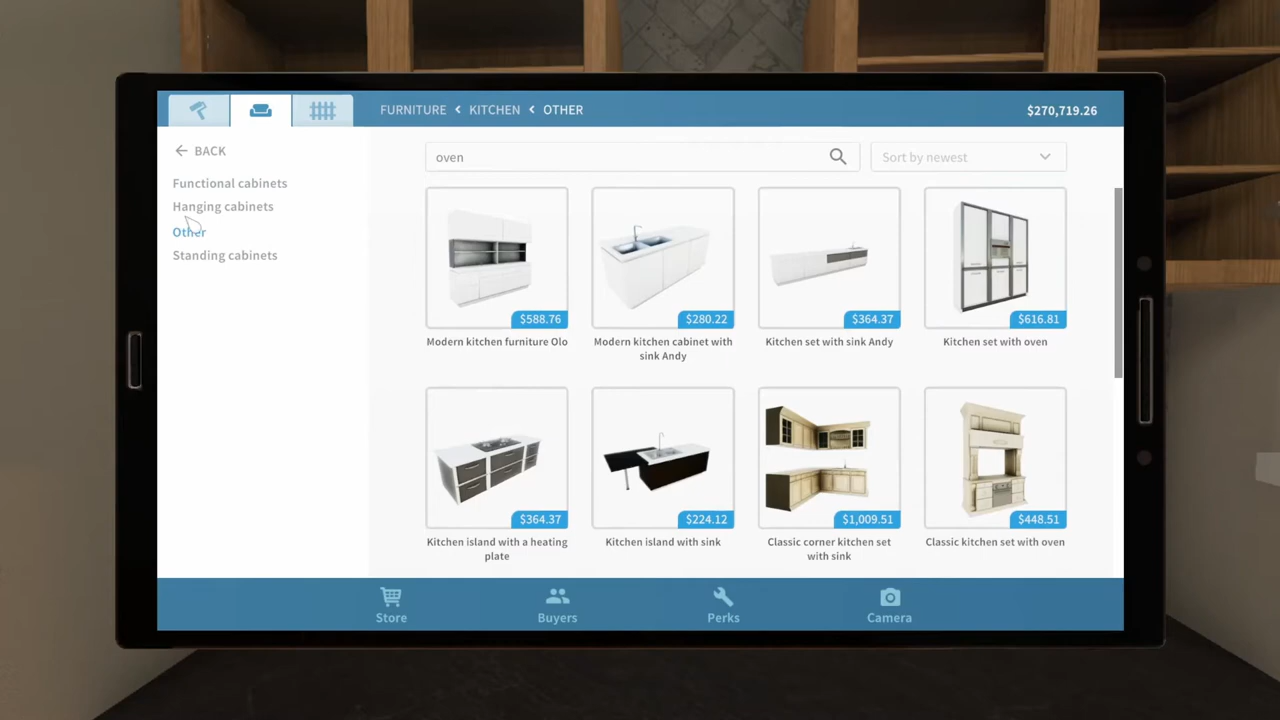 FURNITURE < KITCHEN < OTHER
$270,719.26
BACK
Functional cabinets
Hanging cabinets
Other
Standing cabinets
oven
Sort by newest
$588.76
$280.22
$364.37
$616.81
Modern kitchen furniture Olo
Modern kitchen cabinet with
sink Andy
Kitchen set with sink Andy
Kitchen set with oven
$364.37
$224.12
$1,009.51
$448.51
Kitchen island with a heating
plate
Kitchen island with sink
Classic corner kitchen set
with sink
Classic kitchen set with oven
Store
Buyers
Perks
Camera